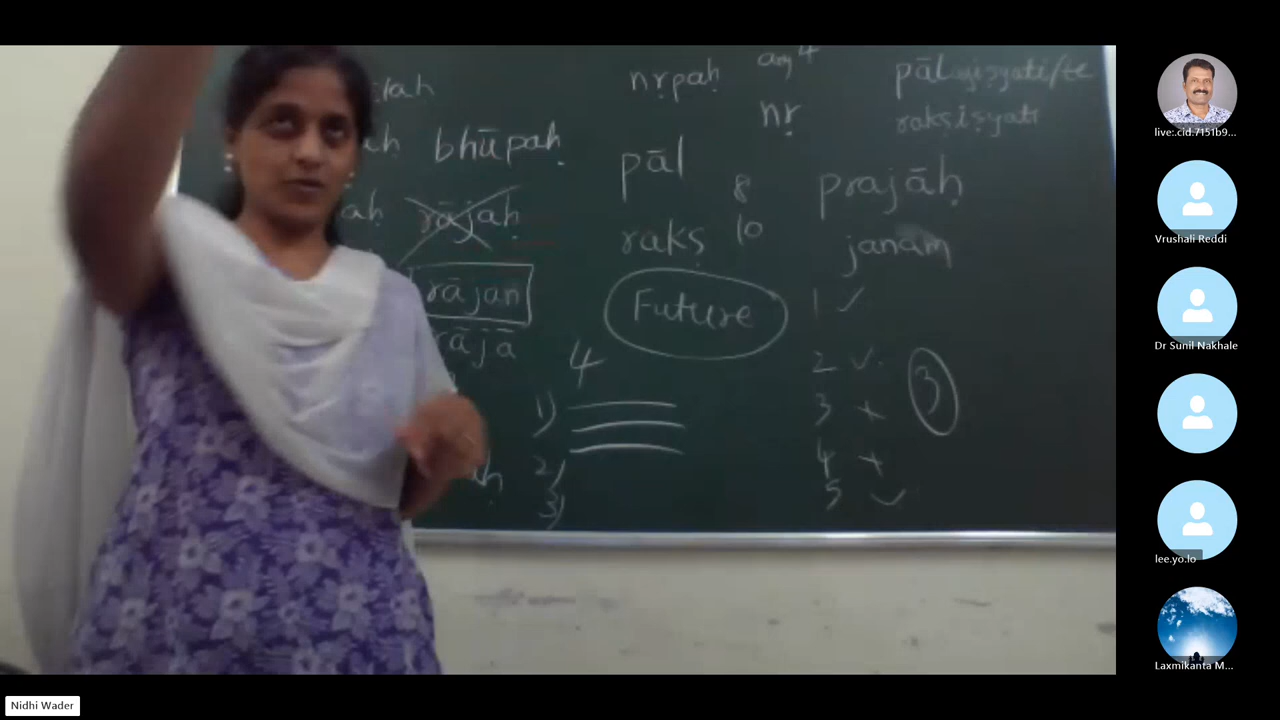 nṛpaḥ
nṛ
pālayiṣyati/te
rakṣiṣyati
bhūpaḥ
pāl
8
prajāḥ
rājaḥ
rakṣ
10
janām
rājan
Future
1 ✓
rājā
4
2 ✓
3 ×
3
1)
4 ×
2)
5 ✓
3)
live:.cid.7151b9...
Vrushali Reddi
Dr Sunil Nakhale
lee.yo.lo
Laxmikanta M...
Nidhi Wader